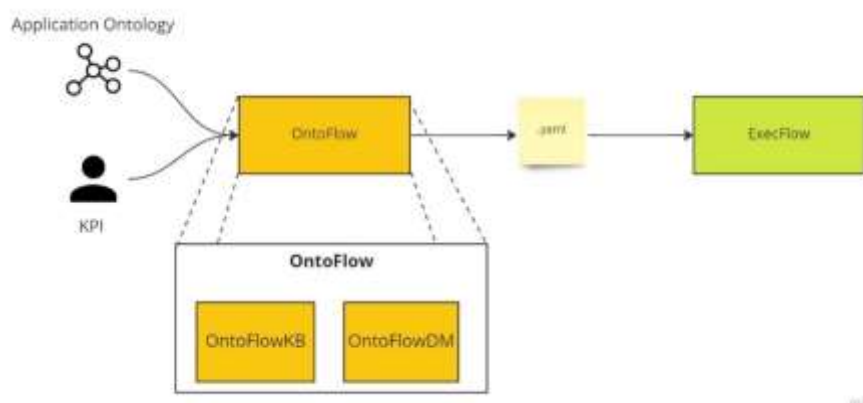 Application Ontology
OntoFlow
ExecFlow
KPI
OntoFlow
OntoFlowKB
OntoFlowDM